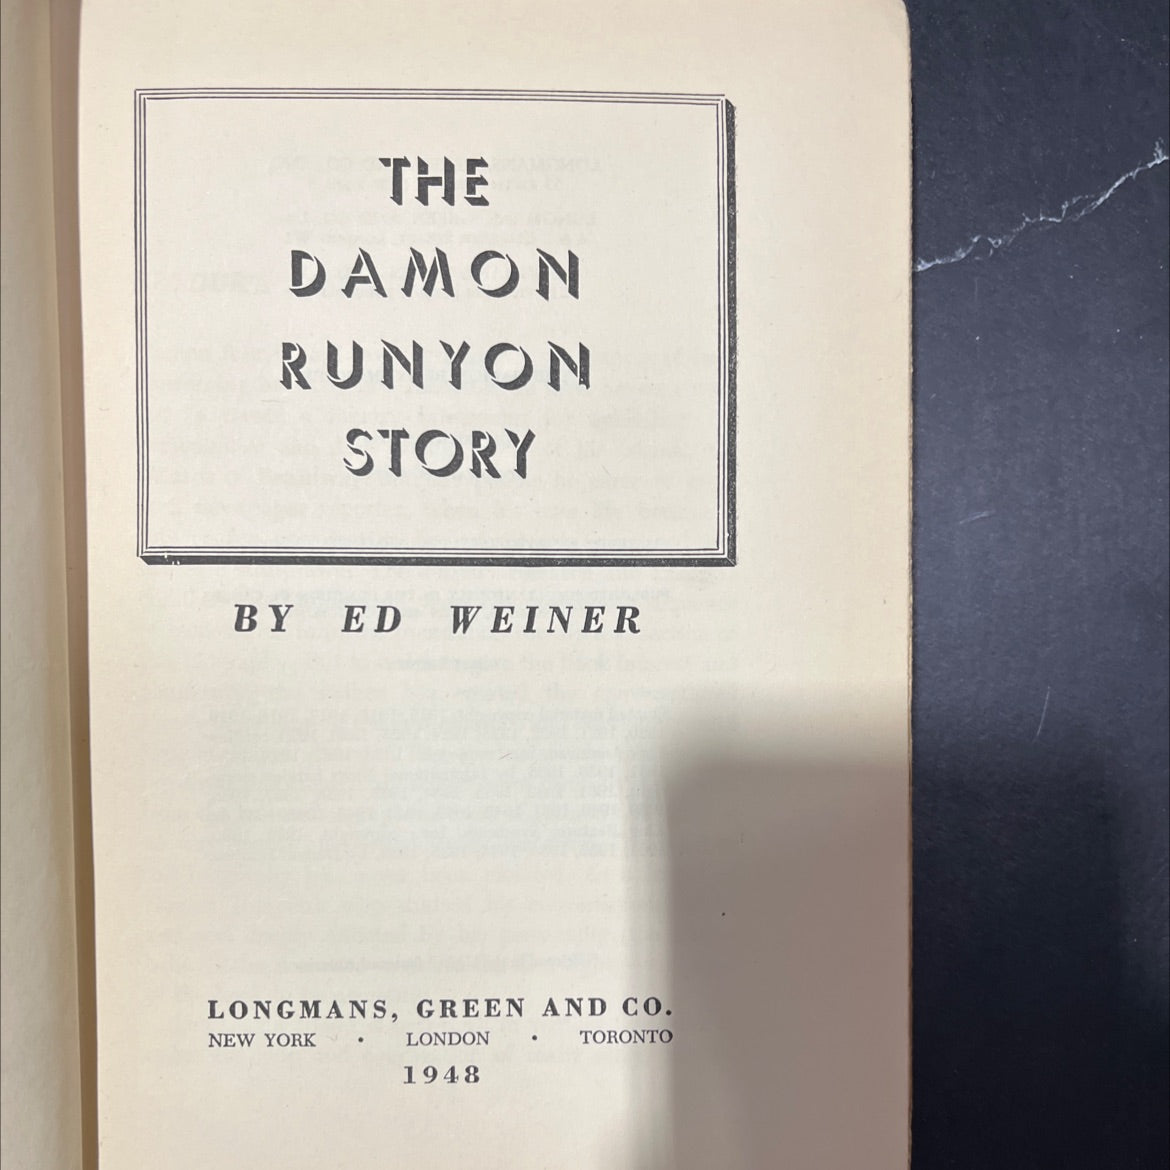 THE
DAMON
RUNYON
STORY
BY ED WEINER
LONGMANS, GREEN AND CO.
NEW YORK · LONDON · TORONTO
1948